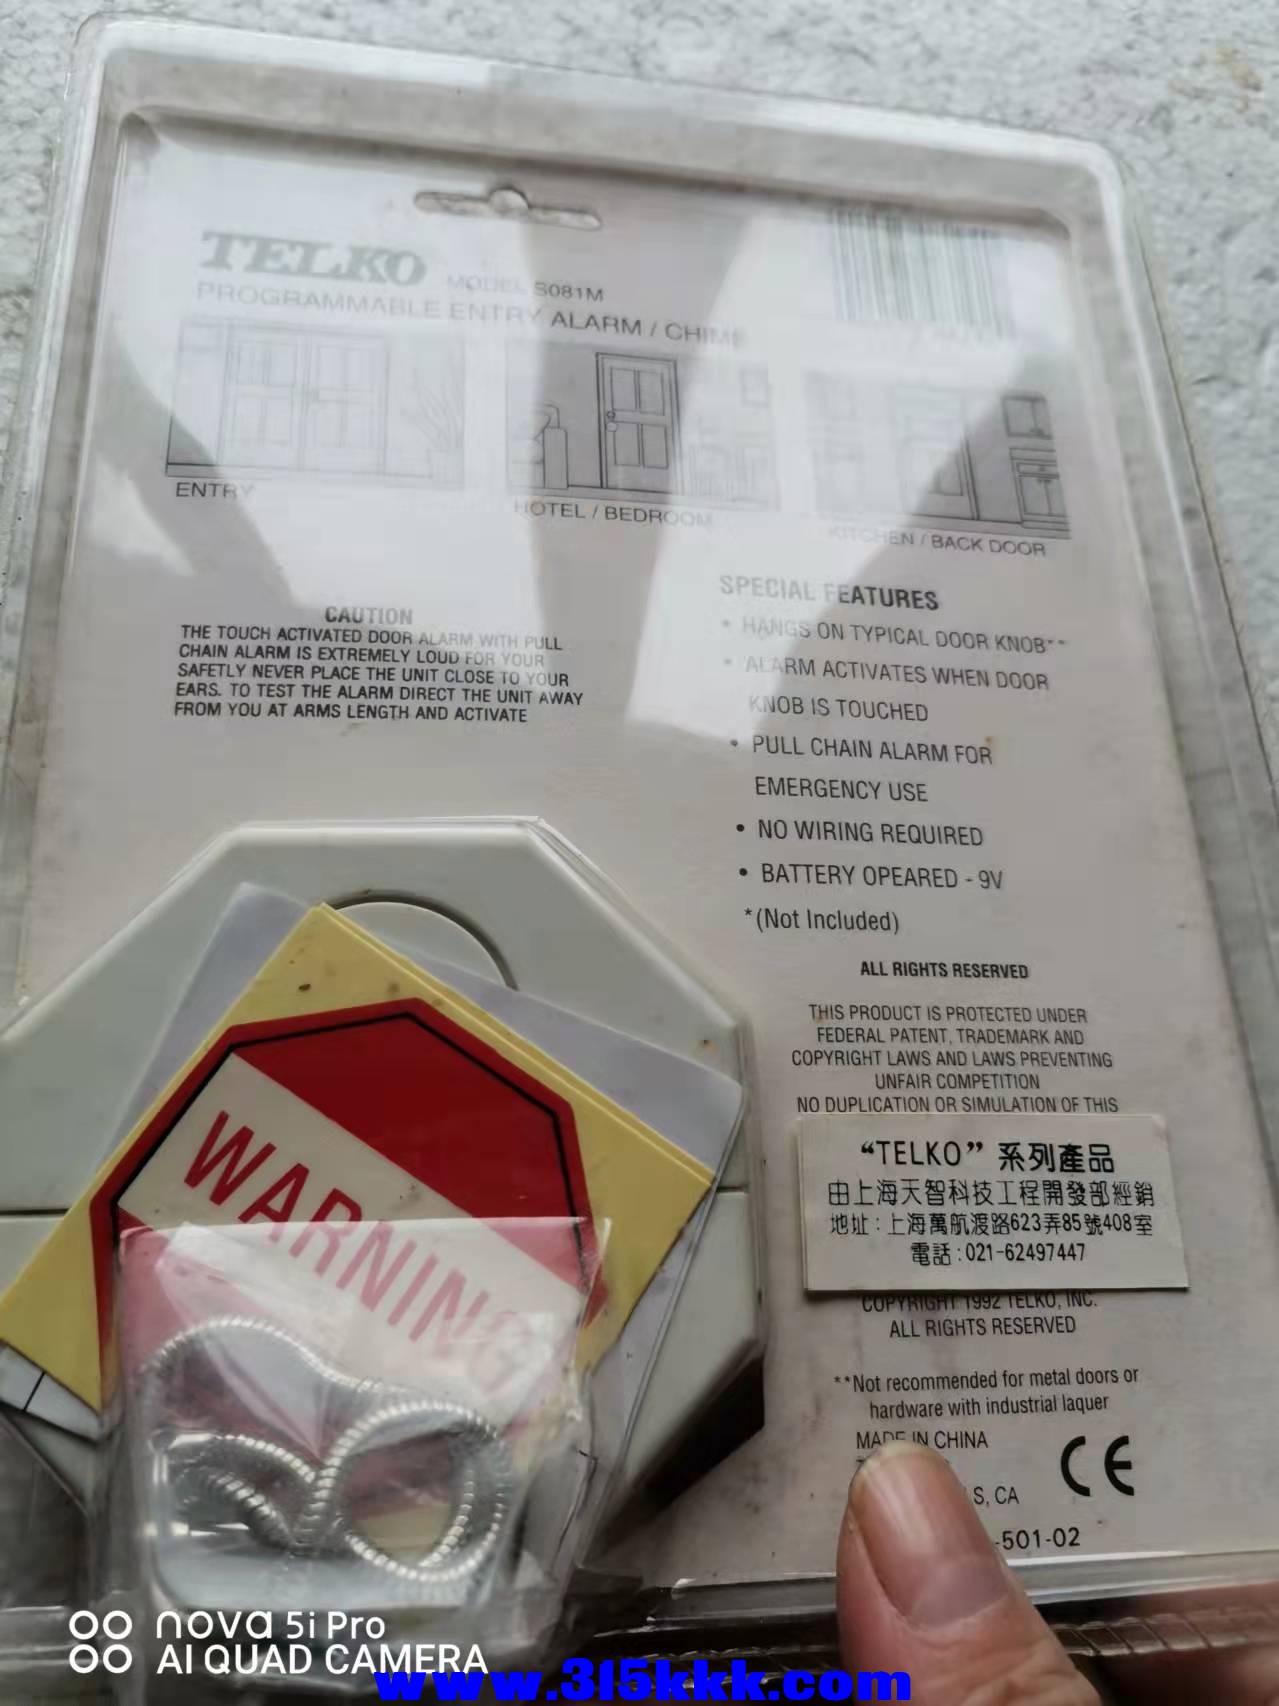 TELKO MODEL S081M
PROGRAMMABLE ENTRY ALARM / CHIME
ENTRY
HOTEL / BEDROOM
KITCHEN / BACK DOOR
CAUTION
THE TOUCH ACTIVATED DOOR ALARM WITH PULL
CHAIN ALARM IS EXTREMELY LOUD FOR YOUR
SAFETLY NEVER PLACE THE UNIT CLOSE TO YOUR
EARS. TO TEST THE ALARM DIRECT THE UNIT AWAY
FROM YOU AT ARMS LENGTH AND ACTIVATE
SPECIAL FEATURES
• HANGS ON TYPICAL DOOR KNOB**
• ALARM ACTIVATES WHEN DOOR
KNOB IS TOUCHED
• PULL CHAIN ALARM FOR
EMERGENCY USE
• NO WIRING REQUIRED
• BATTERY OPEARED - 9V
*(Not Included)
ALL RIGHTS RESERVED
THIS PRODUCT IS PROTECTED UNDER
FEDERAL PATENT, TRADEMARK AND
COPYRIGHT LAWS AND LAWS PREVENTING
UNFAIR COMPETITION
NO DUPLICATION OR SIMULATION OF THIS
“TELKO” 系列產品
由上海天智科技工程開發部經銷
地址:上海萬航渡路623弄85號408室
電話:021-62497447
COPYRIGHT 1992 TELKO, INC.
ALL RIGHTS RESERVED
**Not recommended for metal doors or
hardware with industrial laquer
MADE IN CHINA
S, CA
-501-02
CE
WARNING
nova 5i Pro
AI QUAD CAMERA
www.315kkk.com